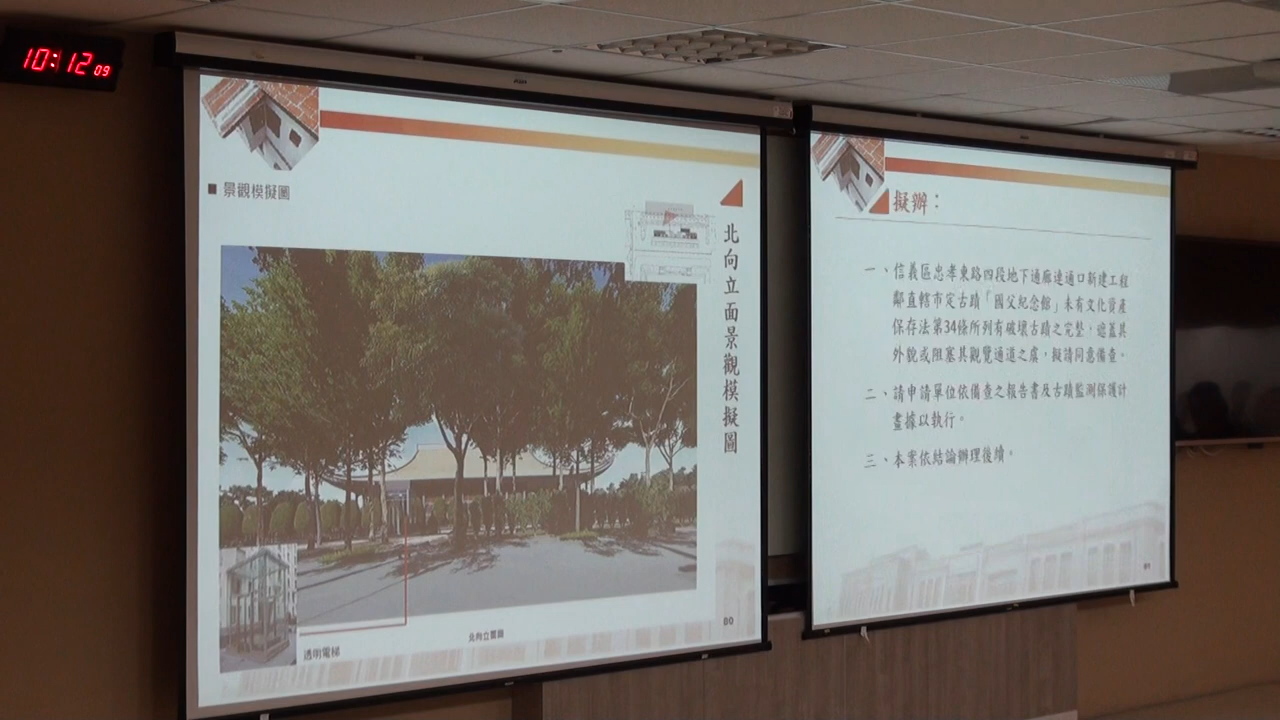 10:12 09
■ 景觀模擬圖
北向立面景觀模擬圖
透明電梯
北向立面圖
80
擬辦：
一、信義區忠孝東路四段地下通廊連通口新建工程
鄰直轄市定古蹟「國父紀念館」未有文化資產
保存法第34條所列有破壞古蹟之完整，遮蓋其
外貌或阻塞其觀覽通道之虞，擬請同意備查。
二、請申請單位依備查之報告書及古蹟監測保護計
畫據以執行。
三、本案依結論辦理後續。
81